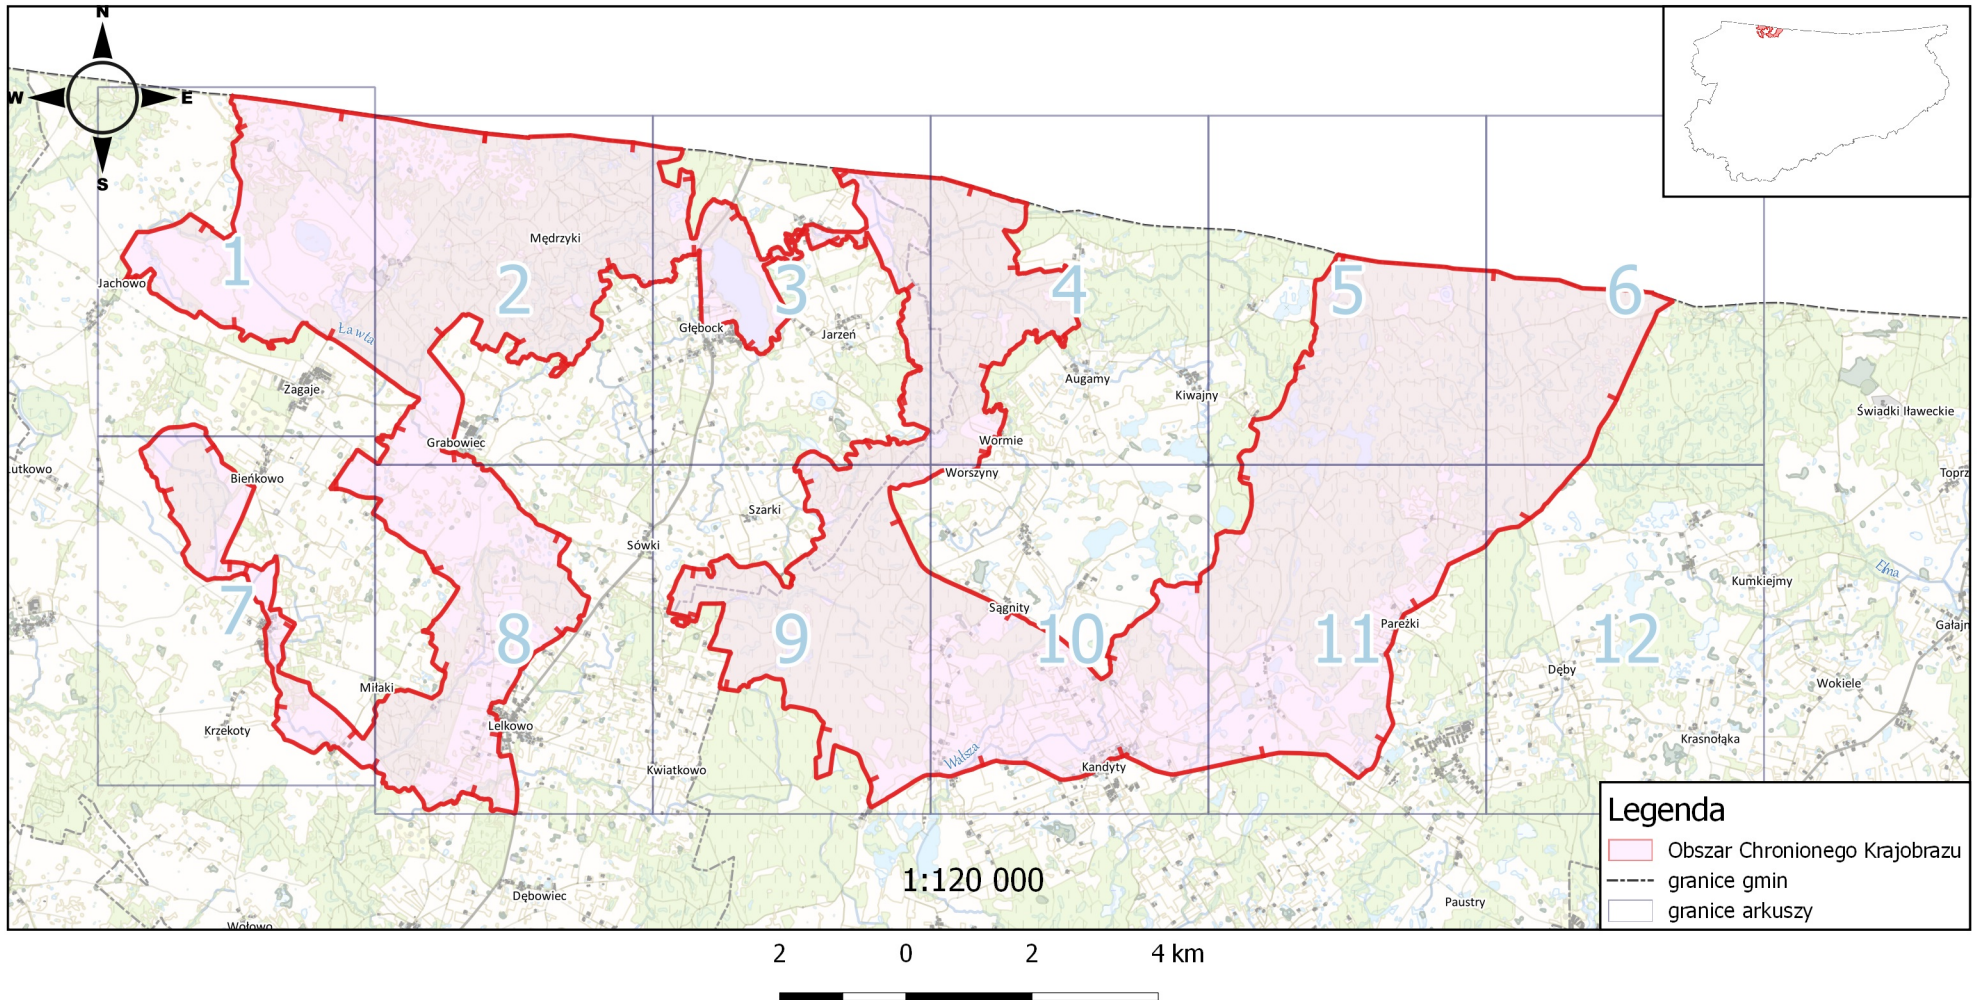 N
W
E
S
1
2
3
4
5
6
Mędrzyki
Jachowo
Ława
Głębock
Jarzeń
Zagaje
Augamy
Kiwajny
Świadki Iławeckie
Grabowiec
Wormie
Lutkowo
Bieńkowo
Worszyny
Toprz
Szarki
Sówki
Kumkiejmy
Elma
Sągnity
Parężki
Gałajn
7
8
9
10
11
12
Dęby
Miłaki
Wokiele
Krzekoty
Lelkowo
Krasnołąka
Wałsza
Kwiatkowo
Kandyty
Dębowiec
Paustry
Wołowo
1:120 000
Legenda
Obszar Chronionego Krajobrazu
granice gmin
granice arkuszy
2 0 2 4 km